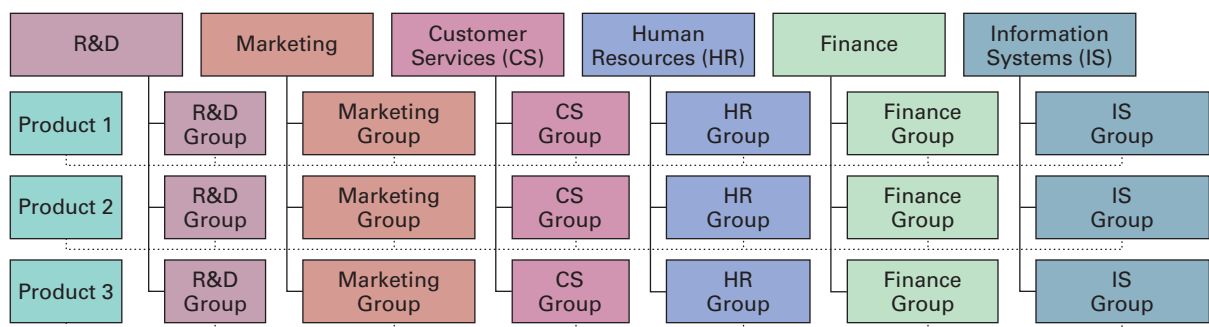 R&D
Marketing
Customer
Services (CS)
Human
Resources (HR)
Finance
Information
Systems (IS)
Product 1
R&D
Group
Marketing
Group
CS
Group
HR
Group
Finance
Group
IS
Group
Product 2
R&D
Group
Marketing
Group
CS
Group
HR
Group
Finance
Group
IS
Group
Product 3
R&D
Group
Marketing
Group
CS
Group
HR
Group
Finance
Group
IS
Group